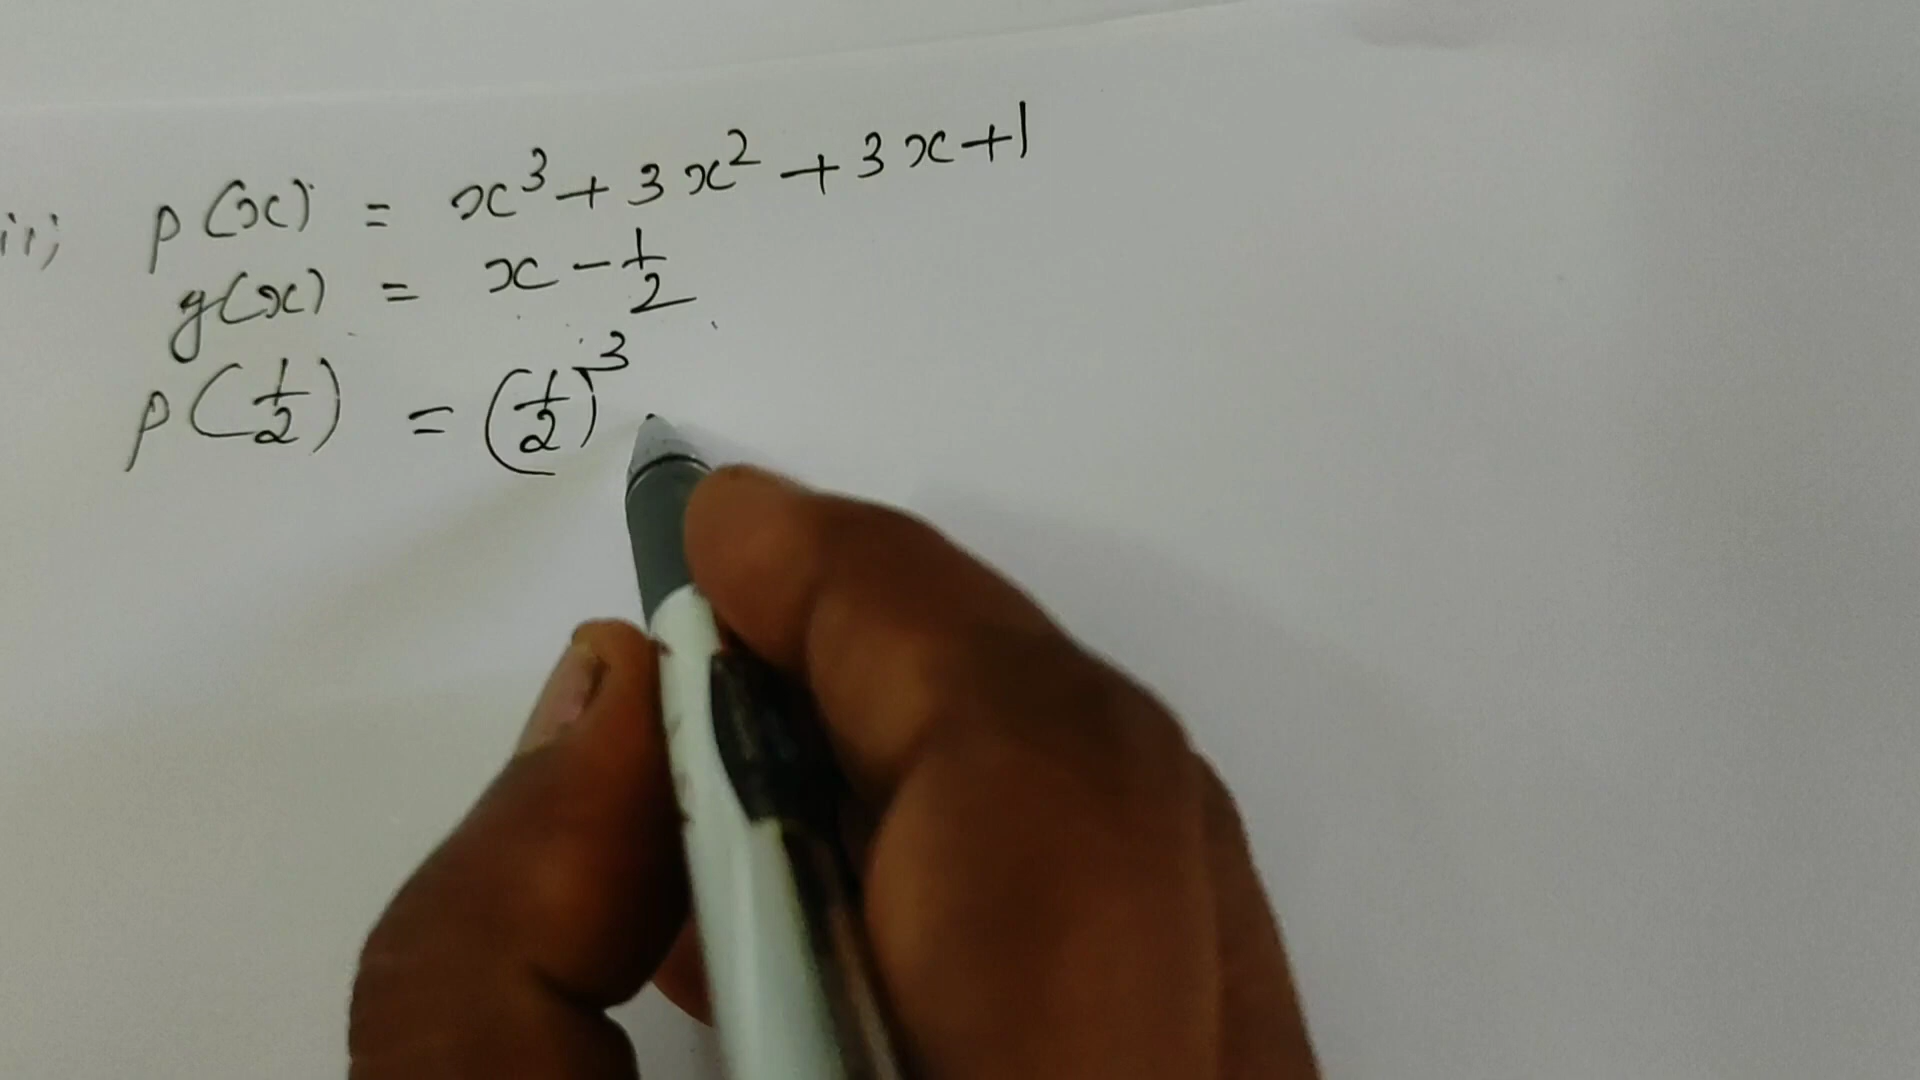 ii; p(x) = x³ + 3x² + 3x + 1
g(x) = x - 1/2
p(1/2) = (1/2)³